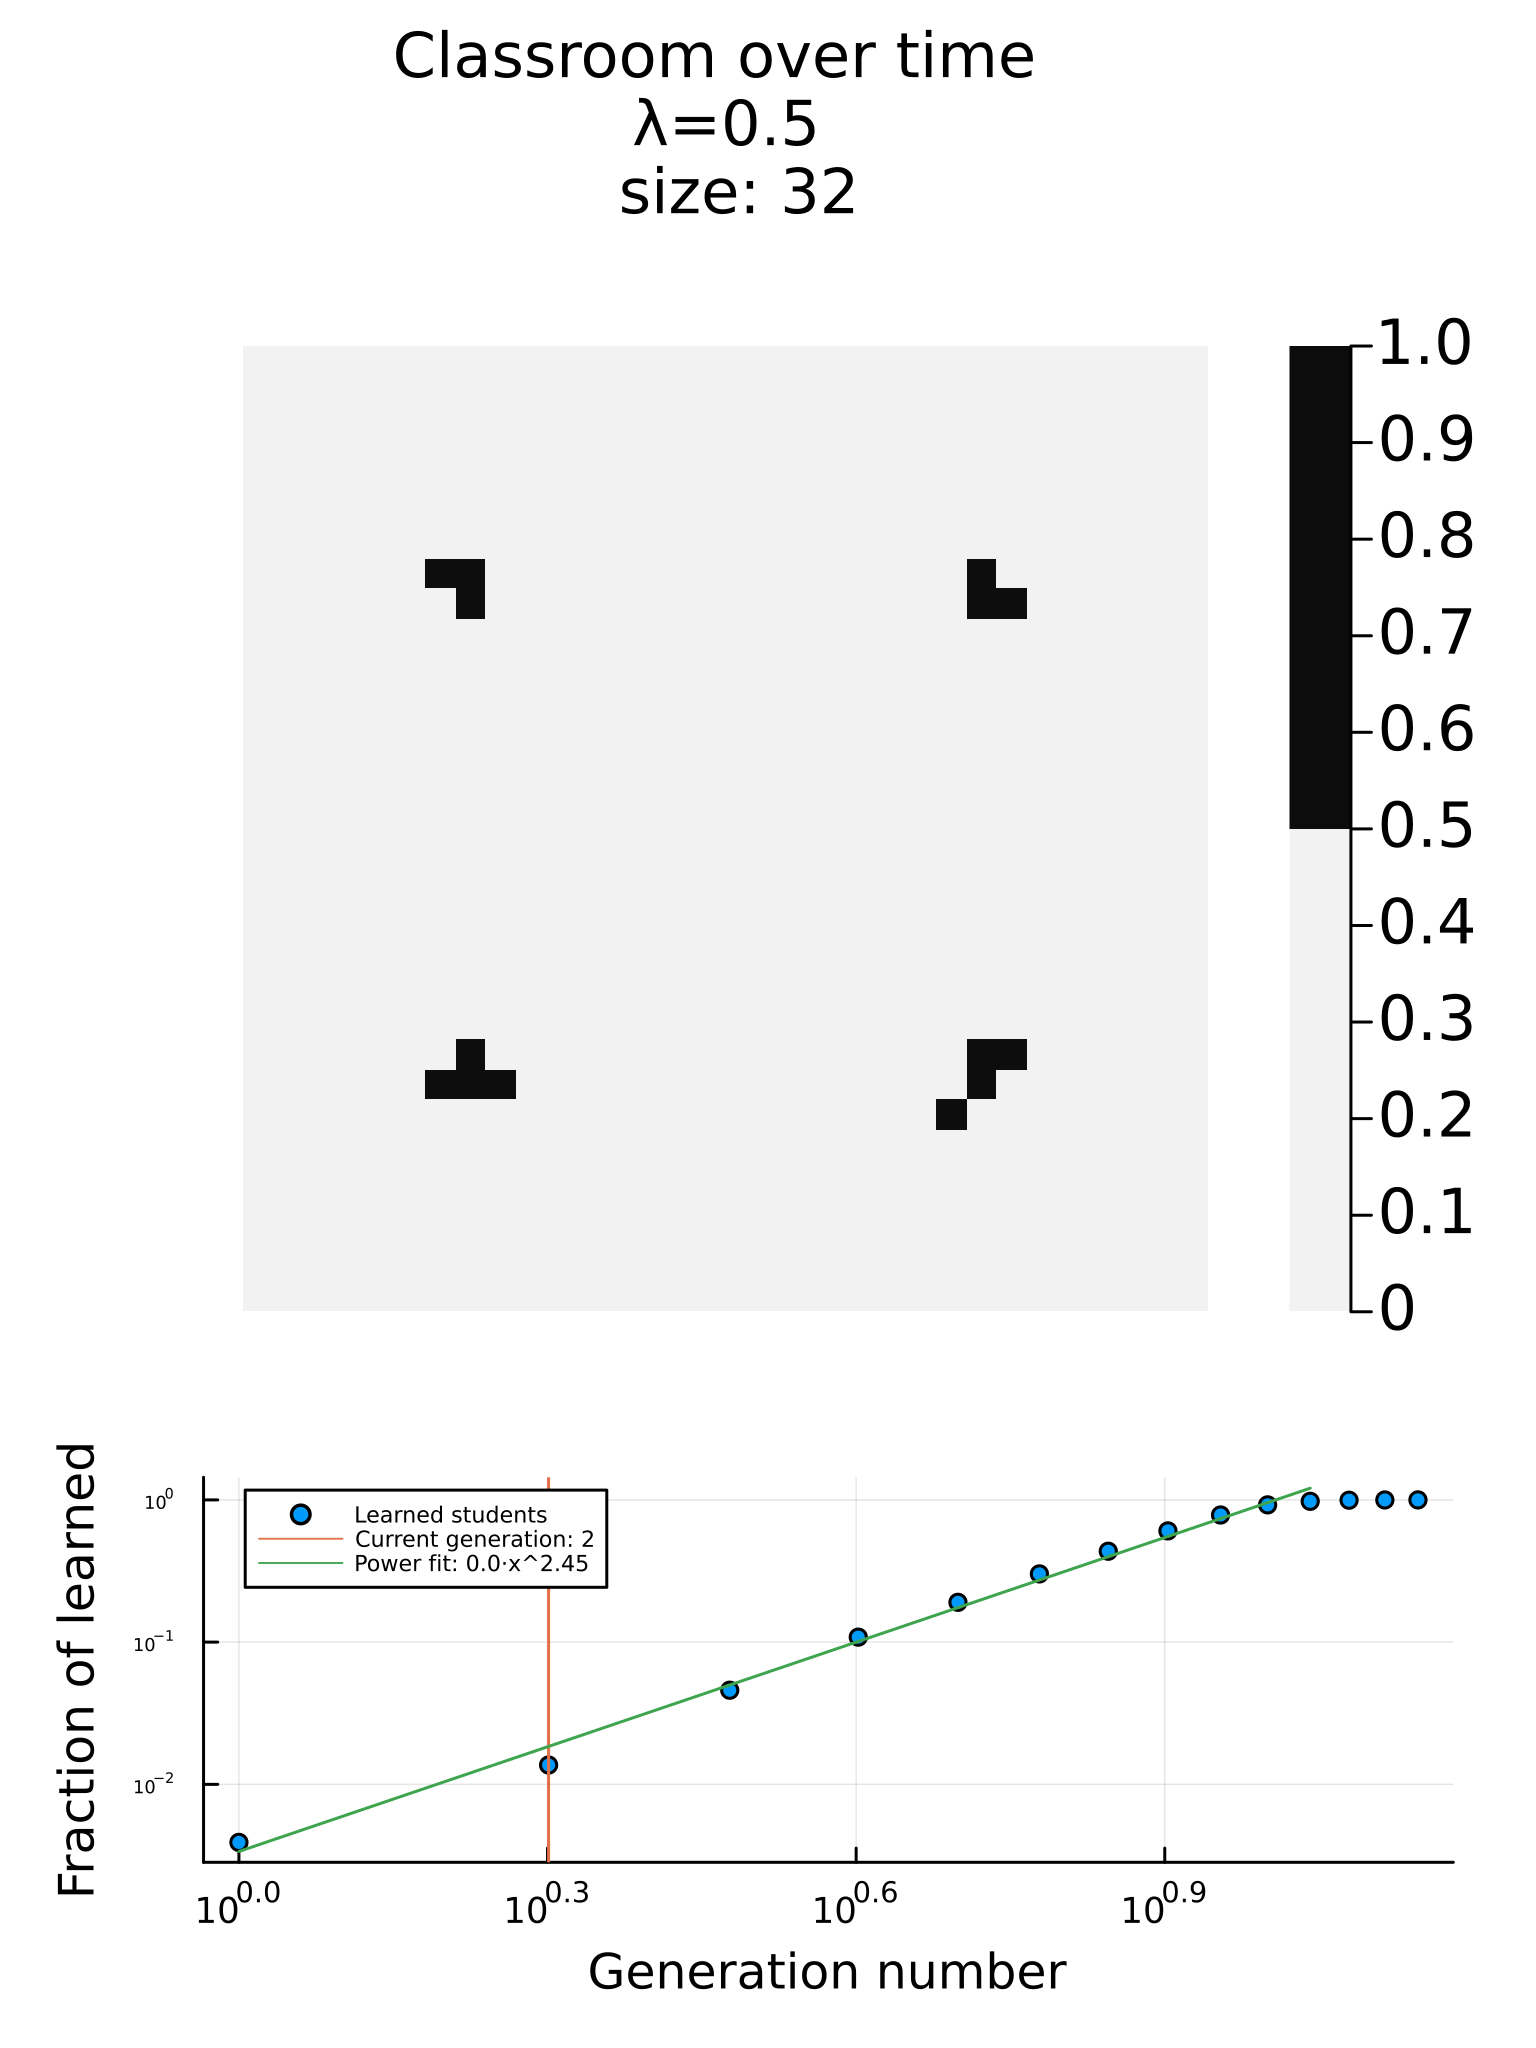 Classroom over time
λ=0.5
size: 32
1.0
0.9
0.8
0.7
0.6
0.5
0.4
0.3
0.2
0.1
0
Fraction of learned
10^0
10^-1
10^-2
Learned students
Current generation: 2
Power fit: 0.0·x^2.45
10^0.0
10^0.3
10^0.6
10^0.9
Generation number